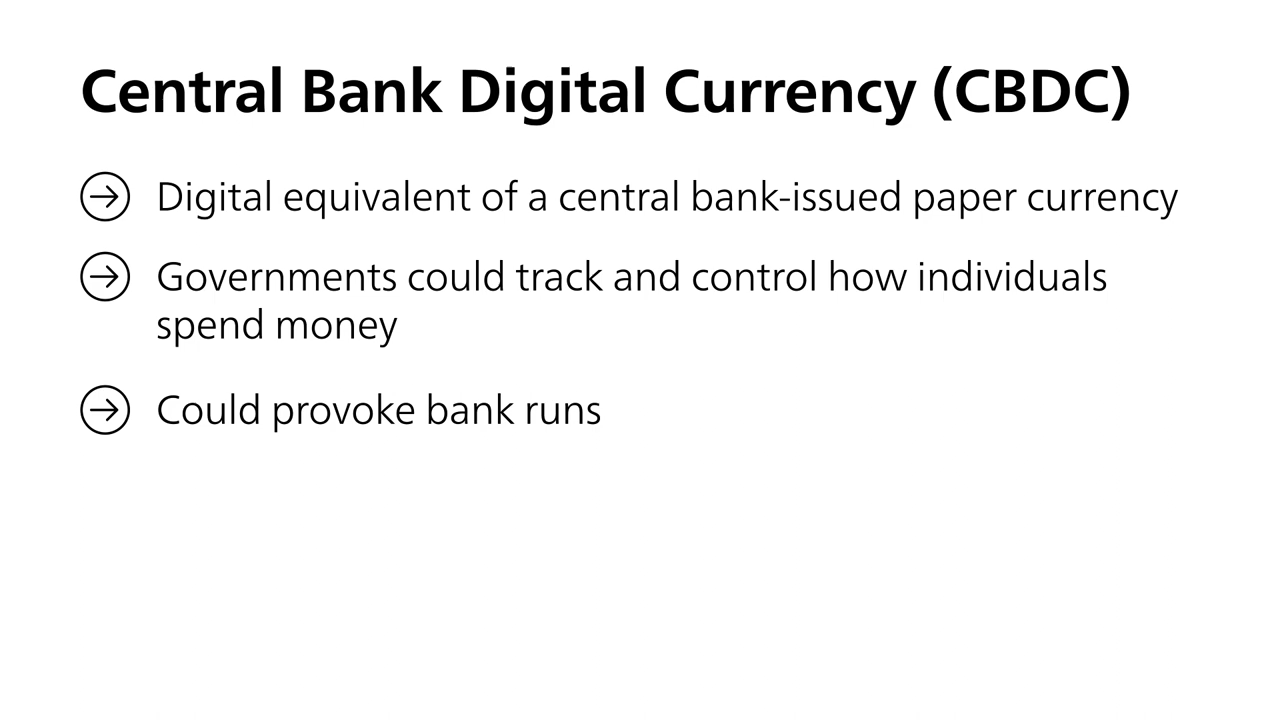 Central Bank Digital Currency (CBDC)
Digital equivalent of a central bank-issued paper currency
Governments could track and control how individuals
spend money
Could provoke bank runs